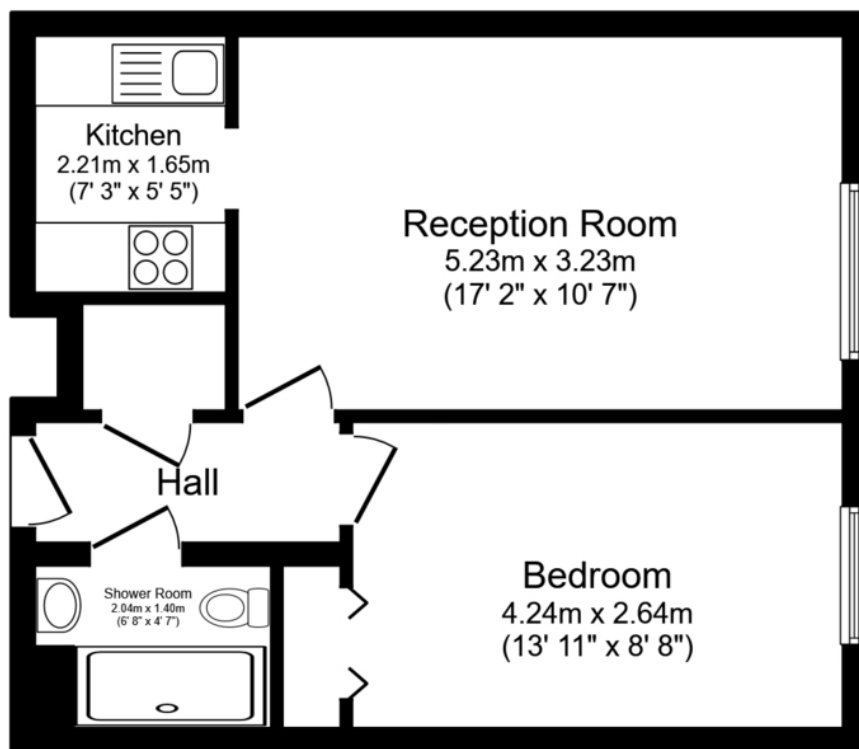 Kitchen
2.21m x 1.65m
(7' 3" x 5' 5")
Reception Room
5.23m x 3.23m
(17' 2" x 10' 7")
Hall
Shower Room
2.04m x 1.40m
(6' 8" x 4' 7")
Bedroom
4.24m x 2.64m
(13' 11" x 8' 8")